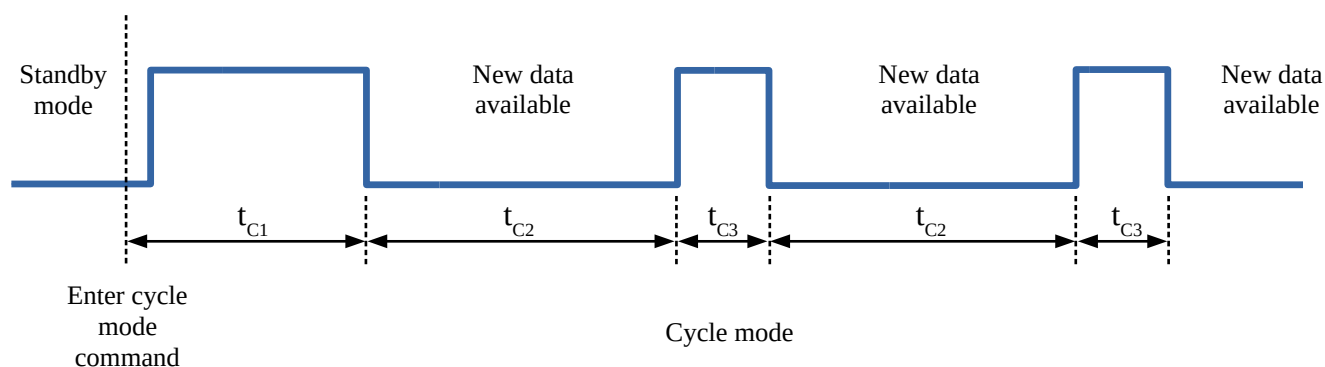 Standby
mode
New data
available
New data
available
New data
available
tC1
tC2
tC3
tC2
tC3
Enter cycle
mode
command
Cycle mode